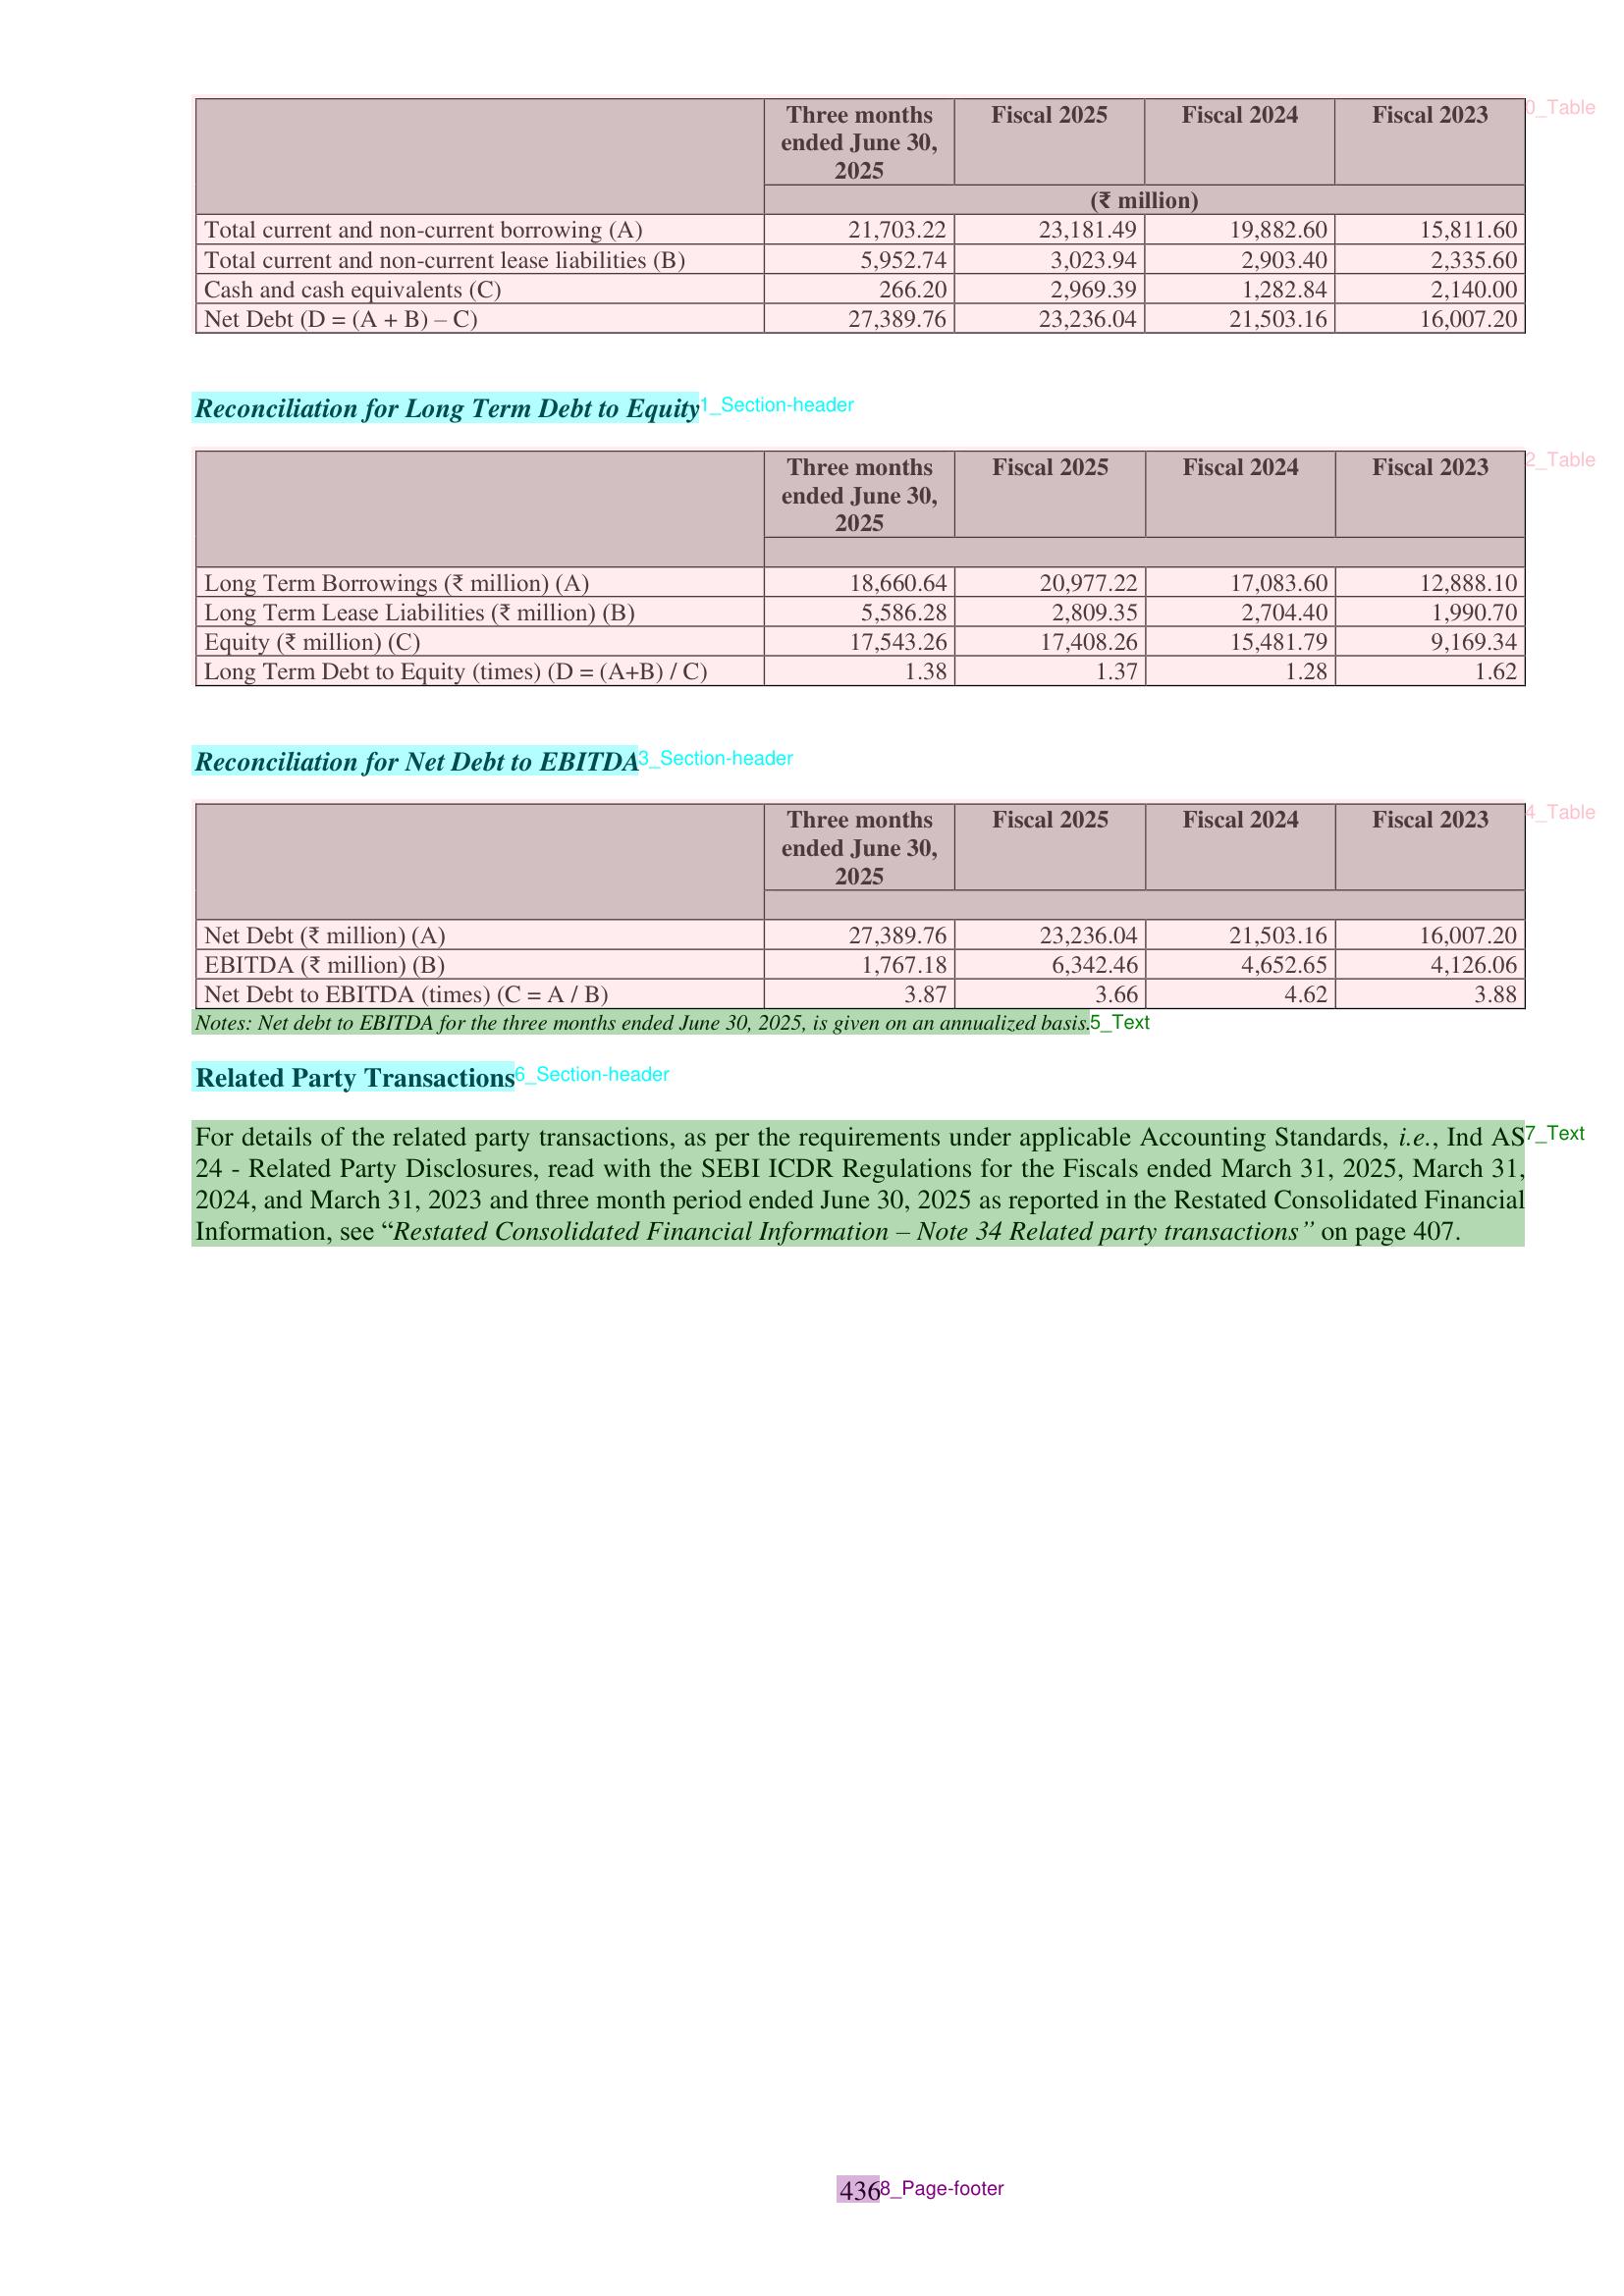 Three months ended June 30, 2025 Fiscal 2025 Fiscal 2024 Fiscal 2023 0_Table
(₹ million)
Total current and non-current borrowing (A) 21,703.22 23,181.49 19,882.60 15,811.60
Total current and non-current lease liabilities (B) 5,952.74 3,023.94 2,903.40 2,335.60
Cash and cash equivalents (C) 266.20 2,969.39 1,282.84 2,140.00
Net Debt (D = (A + B) – C) 27,389.76 23,236.04 21,503.16 16,007.20
Reconciliation for Long Term Debt to Equity 1_Section-header
Three months ended June 30, 2025 Fiscal 2025 Fiscal 2024 Fiscal 2023 2_Table
Long Term Borrowings (₹ million) (A) 18,660.64 20,977.22 17,083.60 12,888.10
Long Term Lease Liabilities (₹ million) (B) 5,586.28 2,809.35 2,704.40 1,990.70
Equity (₹ million) (C) 17,543.26 17,408.26 15,481.79 9,169.34
Long Term Debt to Equity (times) (D = (A+B) / C) 1.38 1.37 1.28 1.62
Reconciliation for Net Debt to EBITDA 3_Section-header
Three months ended June 30, 2025 Fiscal 2025 Fiscal 2024 Fiscal 2023 4_Table
Net Debt (₹ million) (A) 27,389.76 23,236.04 21,503.16 16,007.20
EBITDA (₹ million) (B) 1,767.18 6,342.46 4,652.65 4,126.06
Net Debt to EBITDA (times) (C = A / B) 3.87 3.66 4.62 3.88
Notes: Net debt to EBITDA for the three months ended June 30, 2025, is given on an annualized basis. 5_Text
Related Party Transactions 6_Section-header
For details of the related party transactions, as per the requirements under applicable Accounting Standards, i.e., Ind AS 7_Text
24 - Related Party Disclosures, read with the SEBI ICDR Regulations for the Fiscals ended March 31, 2025, March 31,
2024, and March 31, 2023 and three month period ended June 30, 2025 as reported in the Restated Consolidated Financial
Information, see “Restated Consolidated Financial Information – Note 34 Related party transactions” on page 407.
436 8_Page-footer